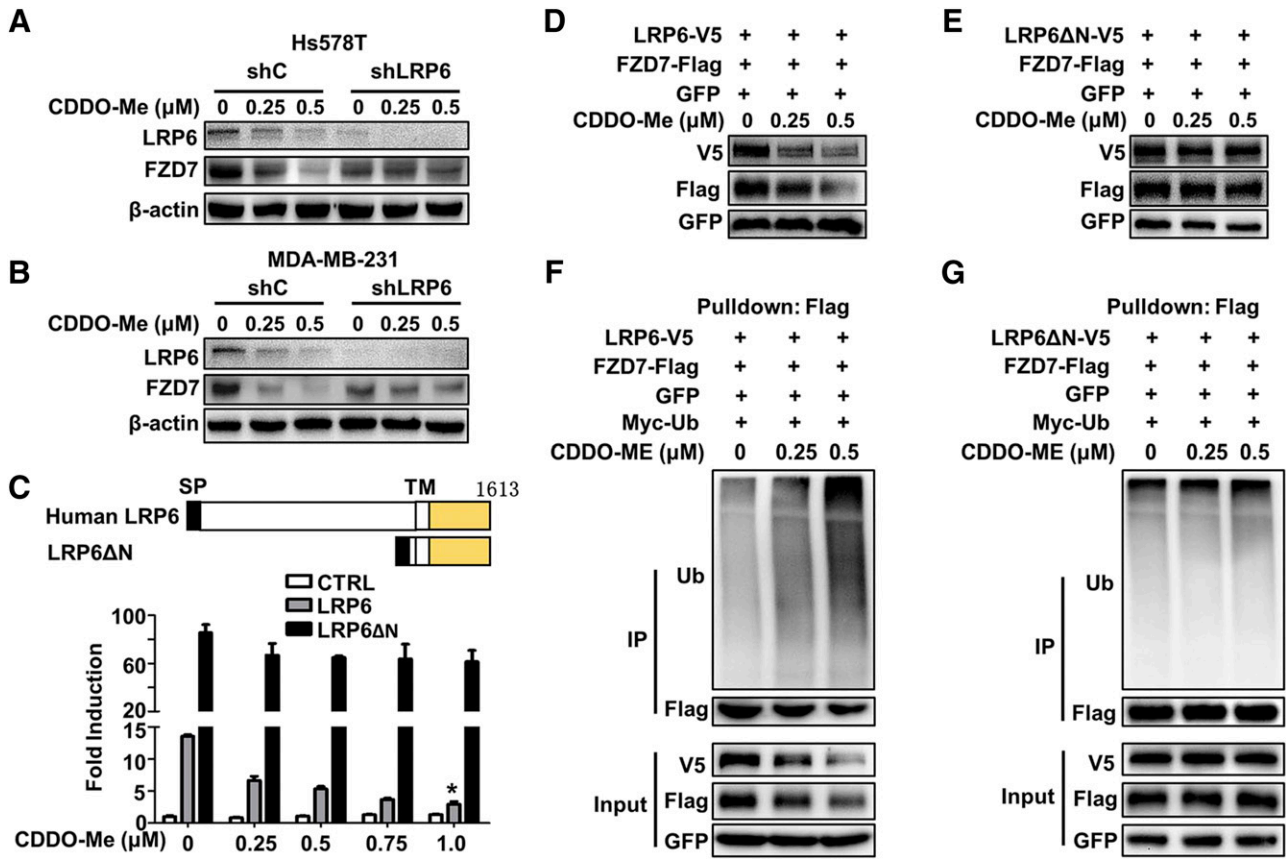 A
Hs578T
shC shLRP6
CDDO-Me (μM) 0 0.25 0.5 0 0.25 0.5
LRP6
FZD7
β-actin
B
MDA-MB-231
shC shLRP6
CDDO-Me (μM) 0 0.25 0.5 0 0.25 0.5
LRP6
FZD7
β-actin
C
SP TM 1613
Human LRP6
LRP6ΔN
CTRL
LRP6
LRP6ΔN
Fold Induction
100
60
20
15
10
5
0
*
CDDO-Me (μM) 0 0.25 0.5 0.75 1.0
D
LRP6-V5 + + +
FZD7-Flag + + +
GFP + + +
CDDO-Me (μM) 0 0.25 0.5
V5
Flag
GFP
E
LRP6ΔN-V5 + + +
FZD7-Flag + + +
GFP + + +
CDDO-Me (μM) 0 0.25 0.5
V5
Flag
GFP
F
Pulldown: Flag
LRP6-V5 + + +
FZD7-Flag + + +
GFP + + +
Myc-Ub + + +
CDDO-ME (μM) 0 0.25 0.5
Ub
IP
Flag
V5
Input Flag
GFP
G
Pulldown: Flag
LRP6ΔN-V5 + + +
FZD7-Flag + + +
GFP + + +
Myc-Ub + + +
CDDO-ME (μM) 0 0.25 0.5
Ub
IP
Flag
V5
Input Flag
GFP